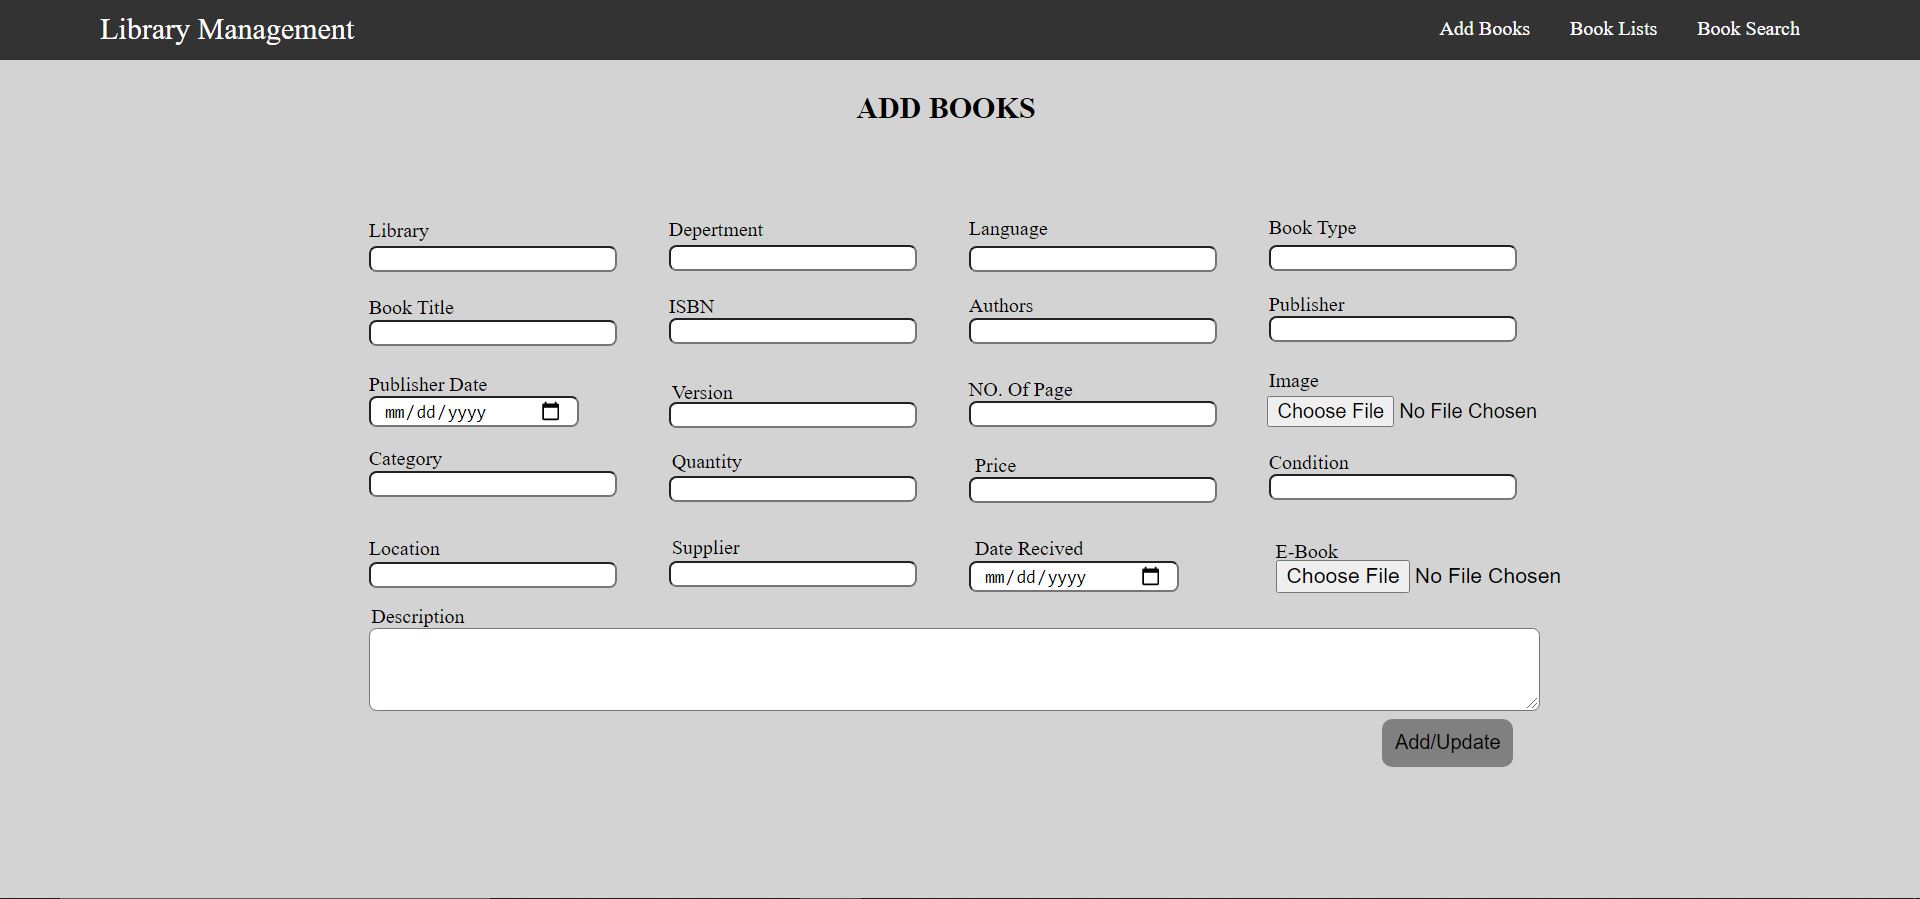 Library Management Add Books Book Lists Book Search
ADD BOOKS
Library Depertment Language Book Type
Book Title ISBN Authors Publisher
Publisher Date Version NO. Of Page Image
mm/dd/yyyy Choose File No File Chosen
Category Quantity Price Condition
Location Supplier Date Recived E-Book
mm/dd/yyyy Choose File No File Chosen
Description
Add/Update